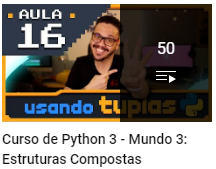 AULA
16
50
usando tuplas
Curso de Python 3 - Mundo 3:
Estruturas Compostas